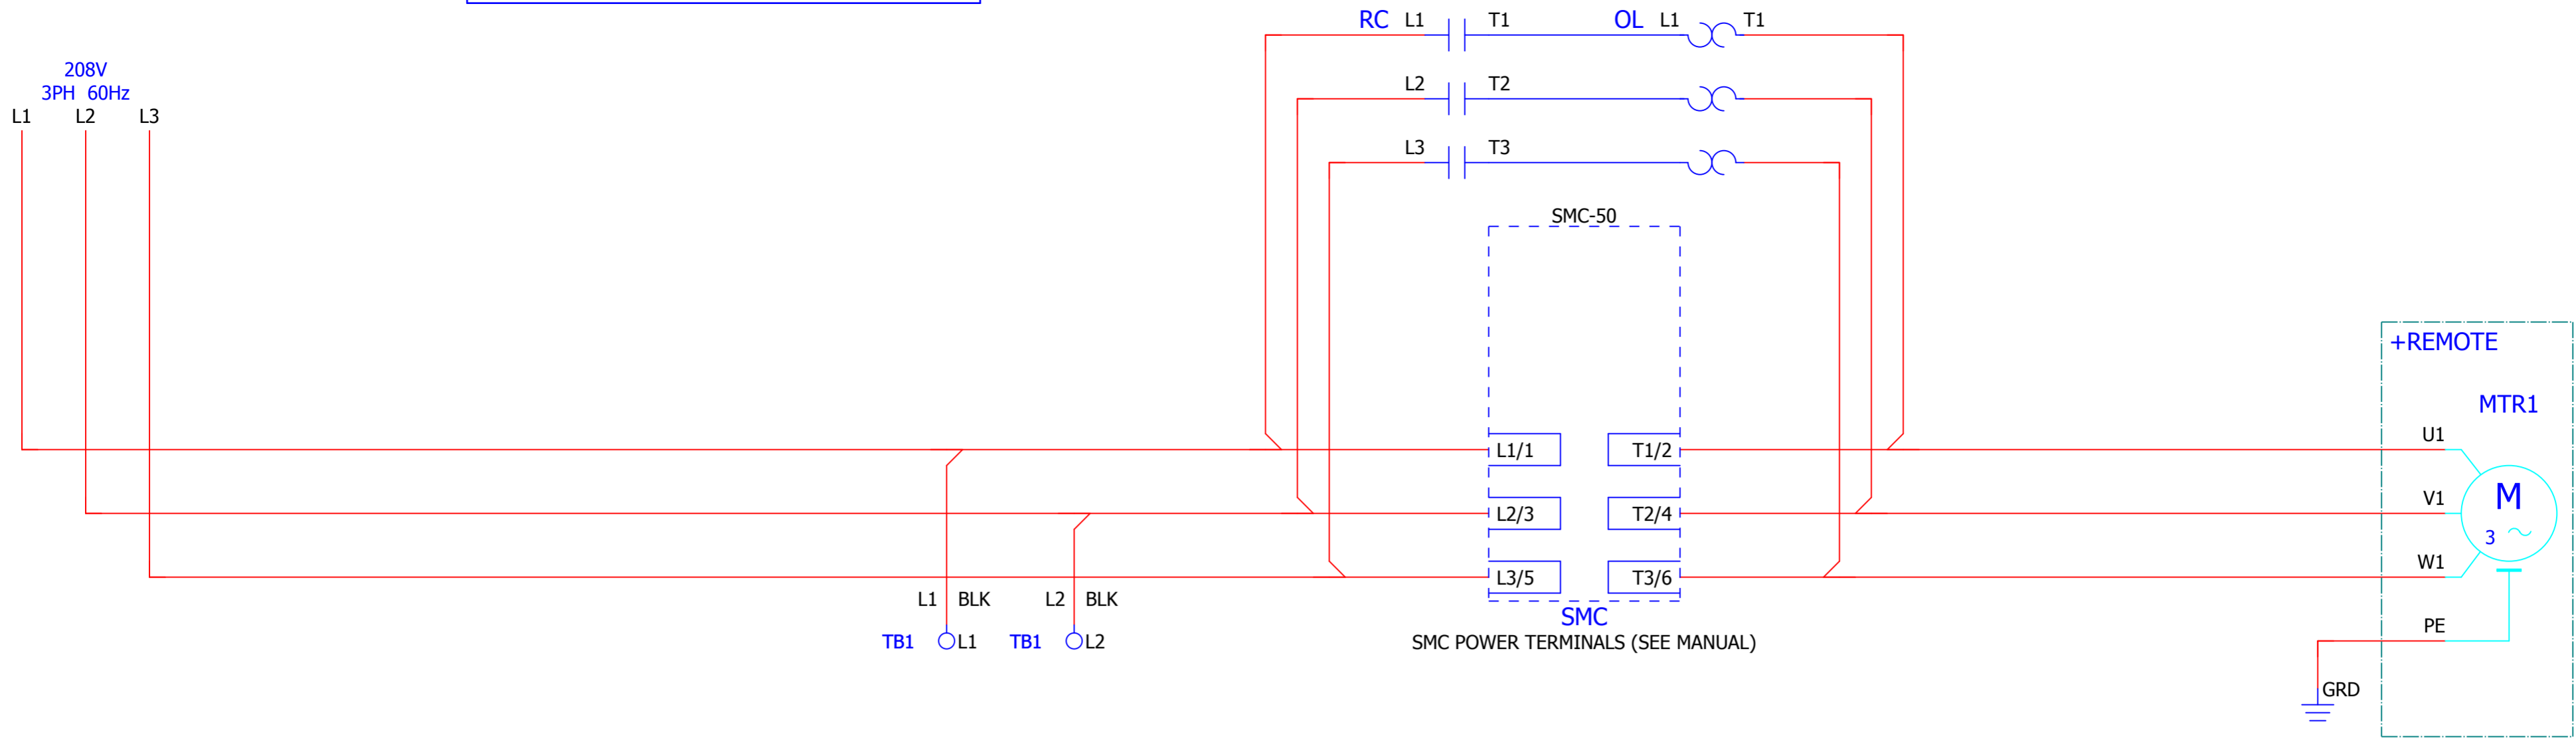 RC L1 T1 OL L1 T1
208V
3PH 60Hz
L1 L2 L3
L2 T2
L3 T3
SMC-50
+REMOTE
MTR1
U1
L1/1 T1/2
V1
M
L2/3 T2/4
3
W1
L3/5 T3/6
L1 BLK L2 BLK
SMC
PE
TB1 L1 TB1 L2
SMC POWER TERMINALS (SEE MANUAL)
GRD